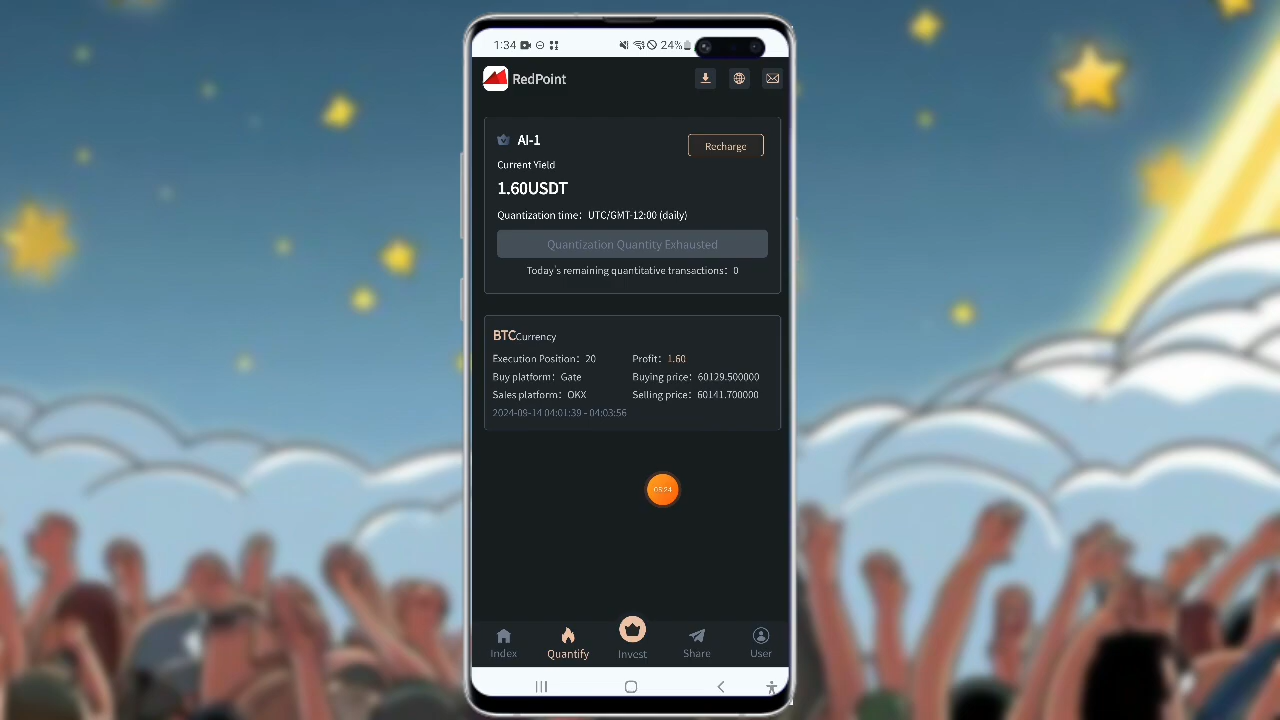 1:34 24%
RedPoint
AI-1
Recharge
Current Yield
1.60USDT
Quantization time：UTC/GMT-12:00 (daily)
Quantization Quantity Exhausted
Today's remaining quantitative transactions：0
BTCCurrency
Execution Position：20 Profit：1.60
Buy platform：Gate Buying price：60129.500000
Sales platform：OKX Selling price：60141.700000
2024-09-14 04:01:39 - 04:03:56
Index Quantify Invest Share User